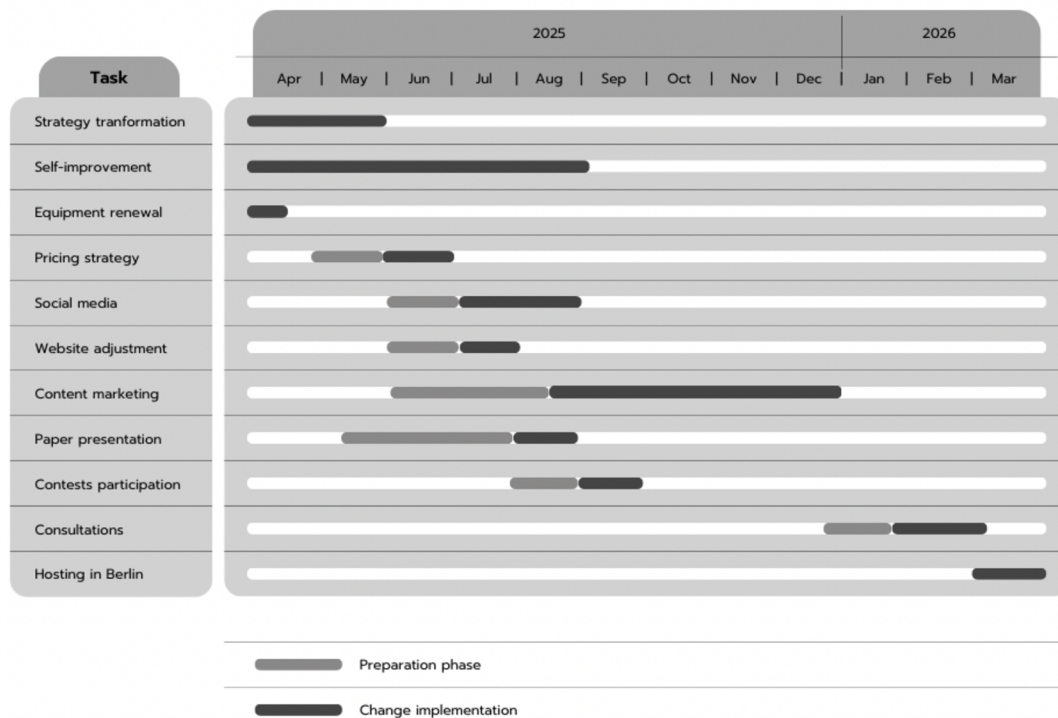 2025 2026
Task Apr | May | Jun | Jul | Aug | Sep | Oct | Nov | Dec | Jan | Feb | Mar
Strategy tranformation
Self-improvement
Equipment renewal
Pricing strategy
Social media
Website adjustment
Content marketing
Paper presentation
Contests participation
Consultations
Hosting in Berlin
Preparation phase
Change implementation